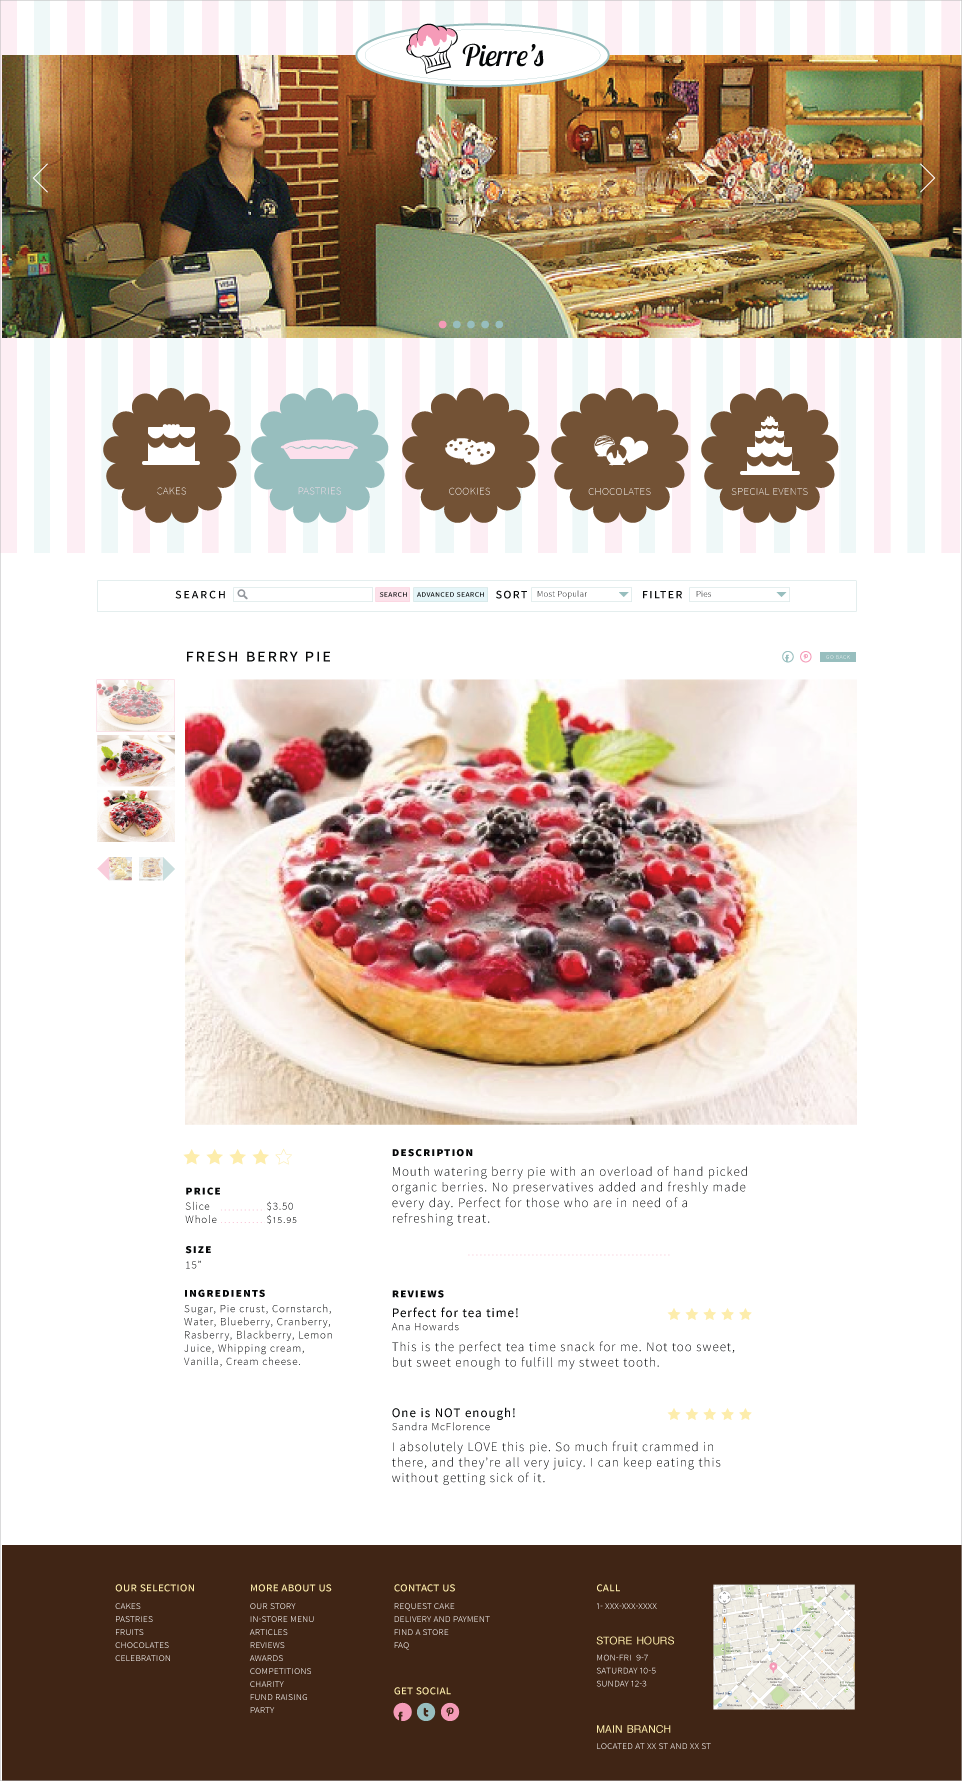 Pierre's
VISA
CAKES
PASTRIES
COOKIES
CHOCOLATES
SPECIAL EVENTS
SEARCH
SEARCH
ADVANCED SEARCH
SORT
Most Popular
FILTER
Pies
FRESH BERRY PIE
GO BACK
DESCRIPTION
Mouth watering berry pie with an overload of hand picked
organic berries. No preservatives added and freshly made
every day. Perfect for those who are in need of a
refreshing treat.
PRICE
Slice ............ $3.50
Whole ............ $15.95
SIZE
15"
INGREDIENTS
Sugar, Pie crust, Cornstarch,
Water, Blueberry, Cranberry,
Rasberry, Blackberry, Lemon
Juice, Whipping cream,
Vanilla, Cream cheese.
REVIEWS
Perfect for tea time!
Ana Howards
This is the perfect tea time snack for me. Not too sweet,
but sweet enough to fulfill my stweet tooth.
One is NOT enough!
Sandra McFlorence
I absolutely LOVE this pie. So much fruit crammed in
there, and they're all very juicy. I can keep eating this
without getting sick of it.
OUR SELECTION
CAKES
PASTRIES
FRUITS
CHOCOLATES
CELEBRATION
MORE ABOUT US
OUR STORY
IN-STORE MENU
ARTICLES
REVIEWS
AWARDS
COMPETITIONS
CHARITY
FUND RAISING
PARTY
CONTACT US
REQUEST CAKE
DELIVERY AND PAYMENT
FIND A STORE
FAQ
GET SOCIAL
CALL
1- XXX-XXX-XXXX
STORE HOURS
MON-FRI 9-7
SATURDAY 10-5
SUNDAY 12-3
MAIN BRANCH
LOCATED AT XX ST AND XX ST